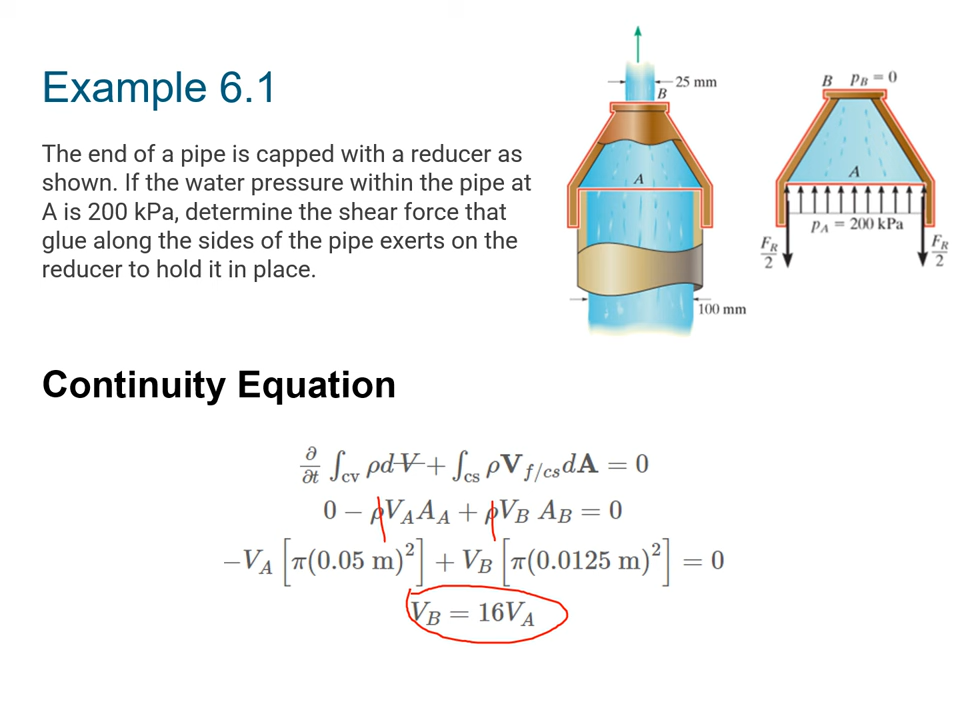 Example 6.1
The end of a pipe is capped with a reducer as
shown. If the water pressure within the pipe at
A is 200 kPa, determine the shear force that
glue along the sides of the pipe exerts on the
reducer to hold it in place.
25 mm
B
A
100 mm
B p_B = 0
A
p_A = 200 kPa
F_R/2
F_R/2
Continuity Equation
∂/∂t ∫_cv ρdV + ∫_cs ρV_f/cs dA = 0
0 − ρV_A A_A + ρV_B A_B = 0
−V_A [π(0.05 m)²] + V_B [π(0.0125 m)²] = 0
V_B = 16V_A